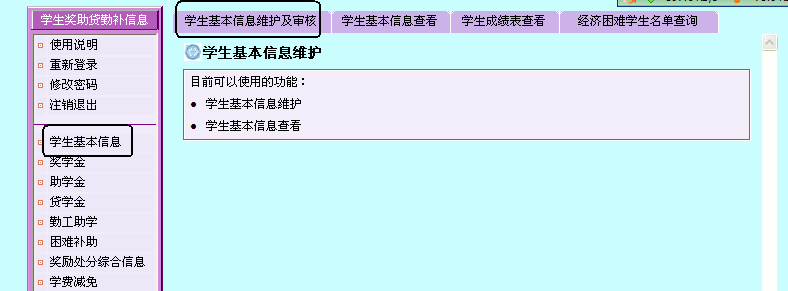 学生奖助贷勤补信息
使用说明
重新登录
修改密码
注销退出
学生基本信息
奖学金
助学金
贷学金
勤工助学
困难补助
奖励处分综合信息
学费减免
学生基本信息维护及审核 学生基本信息查看 学生成绩表查看 经济困难学生名单查询
学生基本信息维护
目前可以使用的功能：
● 学生基本信息维护
● 学生基本信息查看